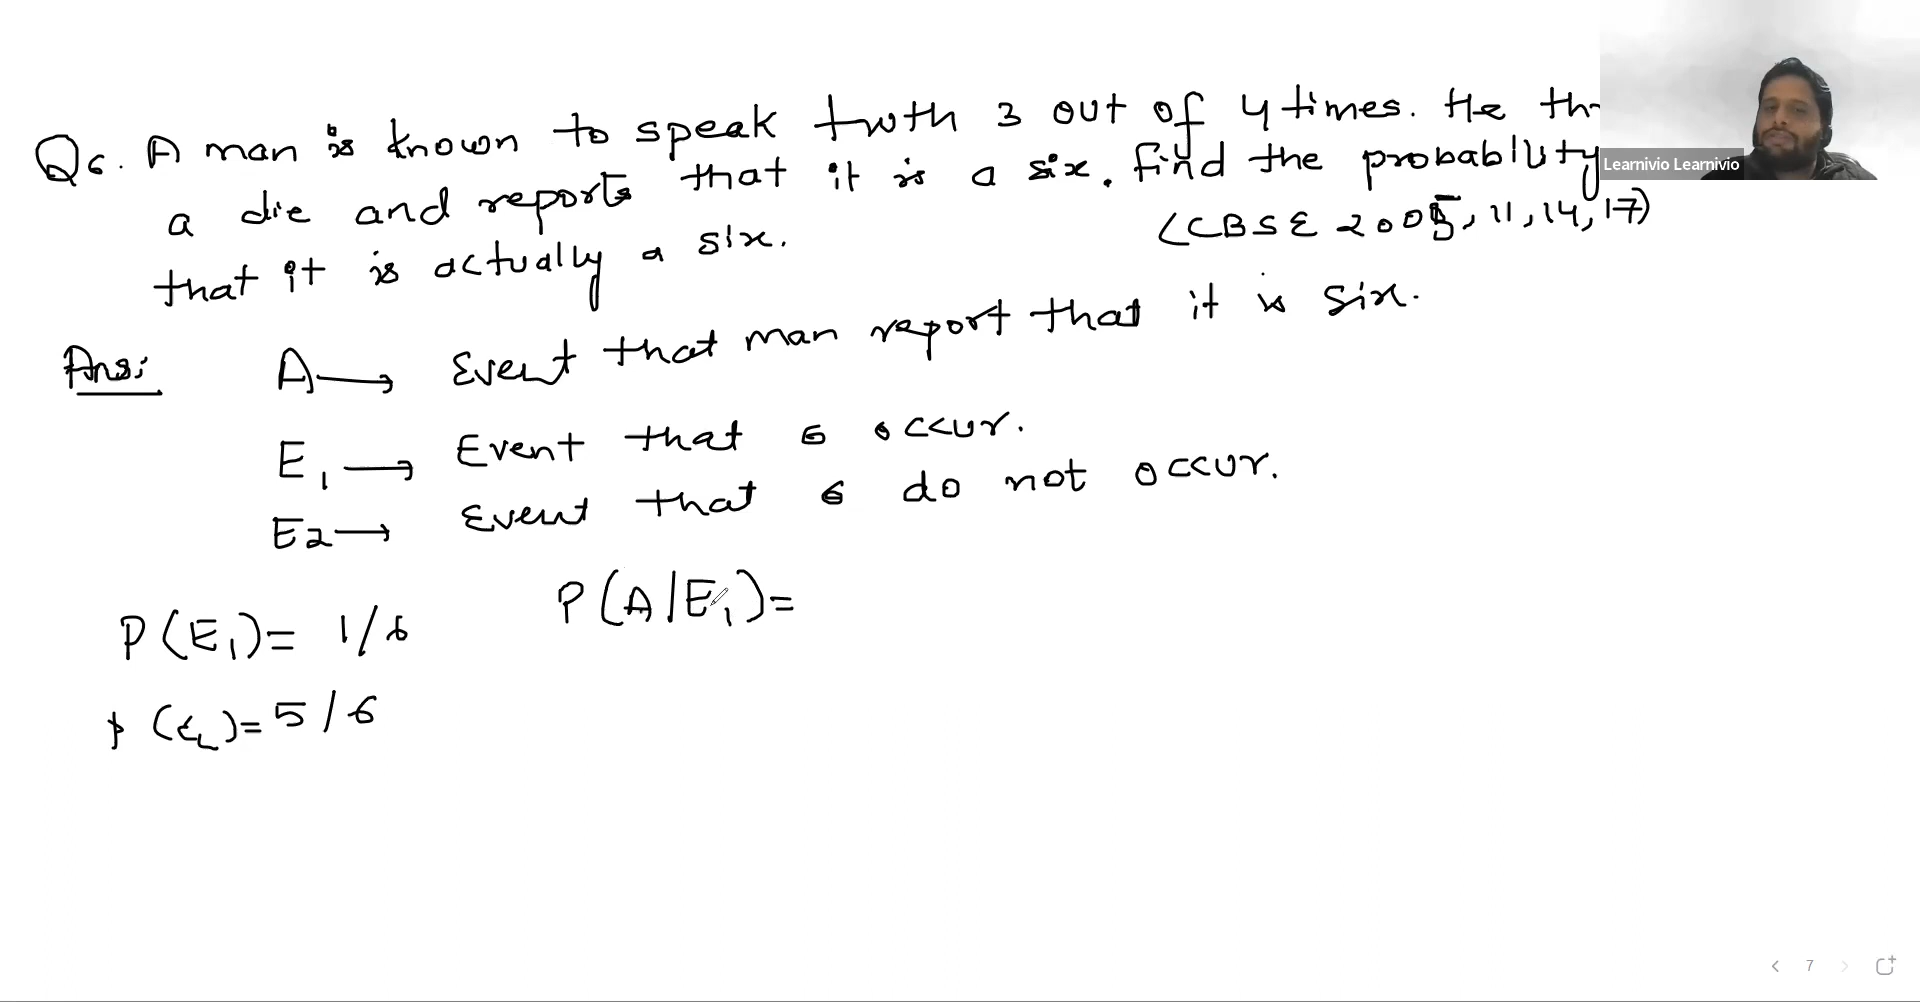 Q6. A man is known to speak truth 3 out of 4 times. He th
a die and reports that it is a six. Find the probability
that it is actually a six. (CBSE 2005, 11, 14, 17)
Learnivio Learnivio
Ans: A → Event that man report that it is six.
E1 → Event that 6 occur.
E2 → Event that 6 do not occur.
P(E1) = 1/6 P(A/E1) =
P(E2) = 5/6
7